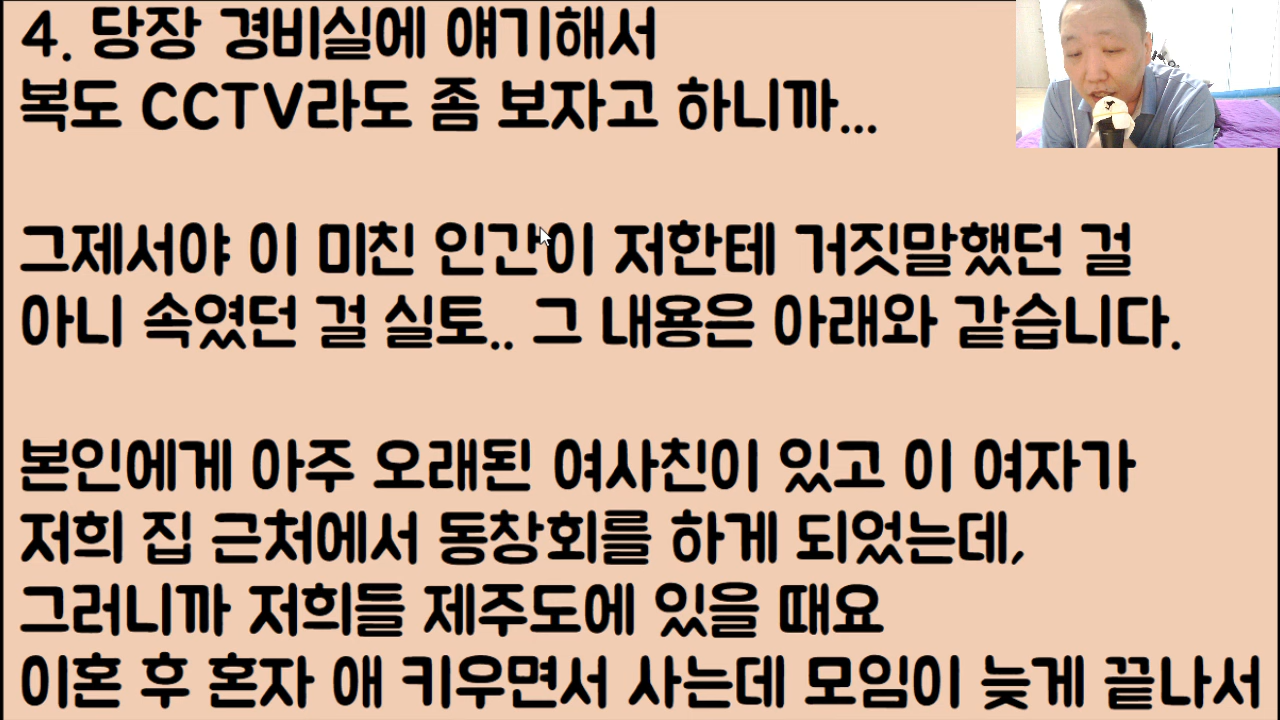 4. 당장 경비실에 얘기해서
복도 CCTV라도 좀 보자고 하니까...
그제서야 이 미친 인간이 저한테 거짓말했던 걸
아니 속였던 걸 실토.. 그 내용은 아래와 같습니다.
본인에게 아주 오래된 여사친이 있고 이 여자가
저희 집 근처에서 동창회를 하게 되었는데,
그러니까 저희들 제주도에 있을 때요
이혼 후 혼자 애 키우면서 사는데 모임이 늦게 끝나서